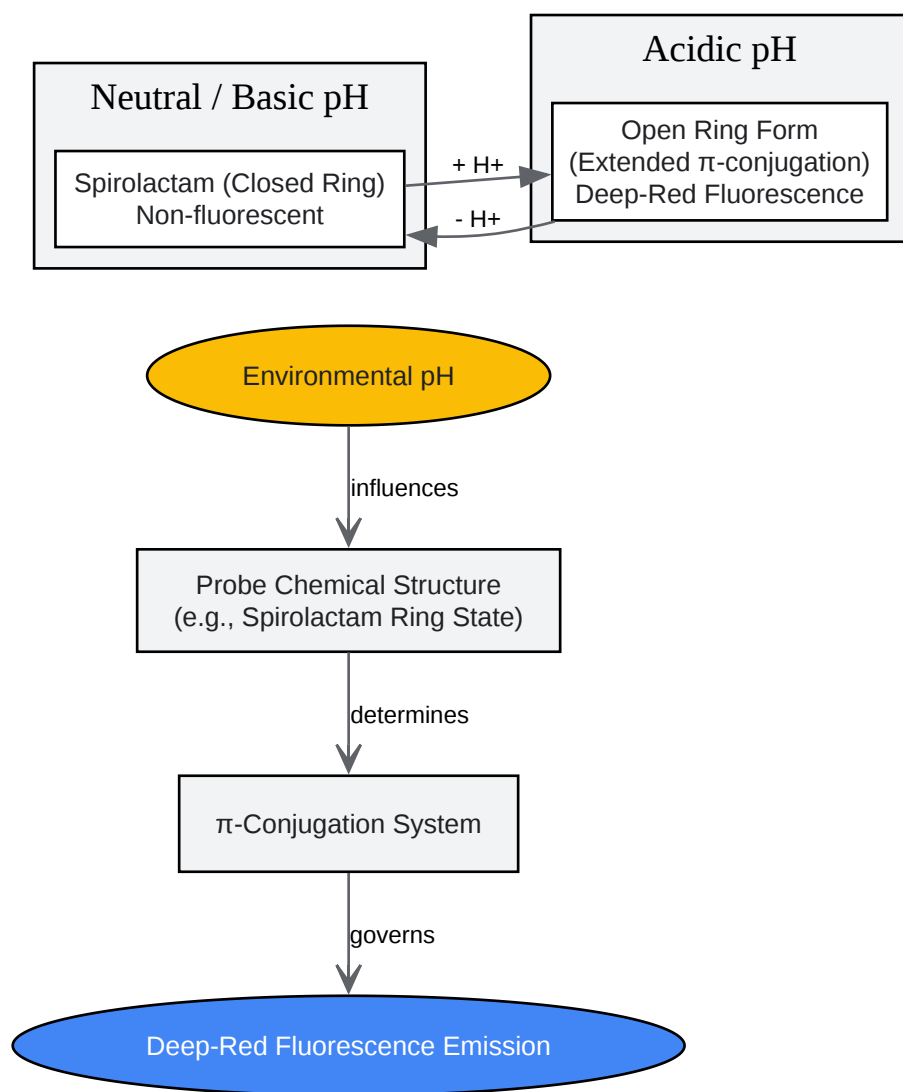 Neutral / Basic pH
Spirolactam (Closed Ring)
Non-fluorescent
+ H+
- H+
Acidic pH
Open Ring Form
(Extended π-conjugation)
Deep-Red Fluorescence
Environmental pH
influences
Probe Chemical Structure
(e.g., Spirolactam Ring State)
determines
π-Conjugation System
governs
Deep-Red Fluorescence Emission